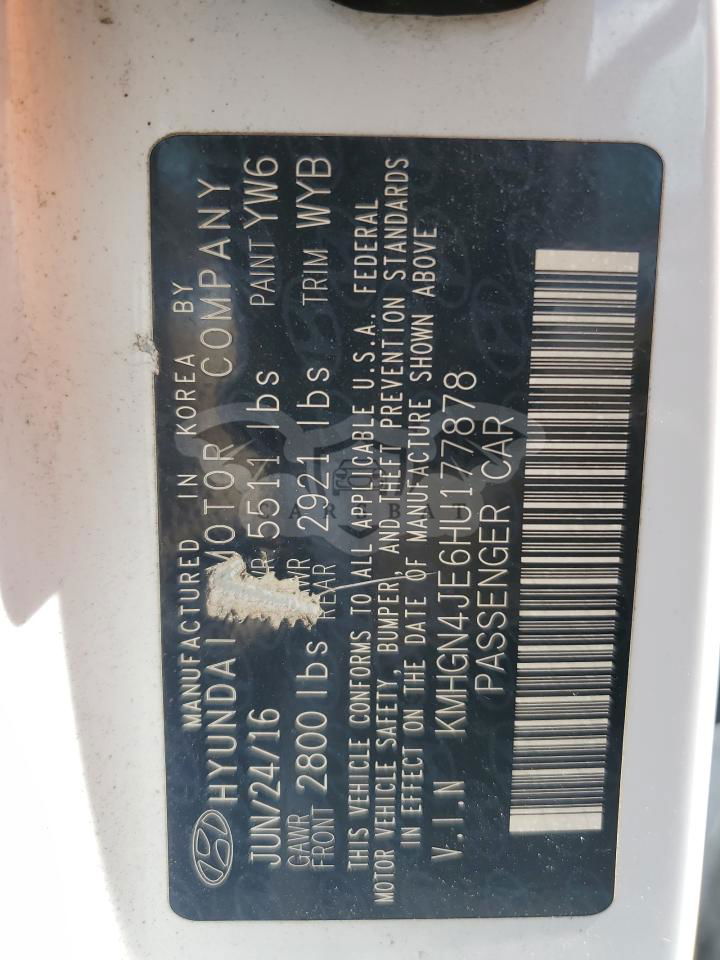 MANUFACTURED IN KOREA BY
HYUNDAI MOTOR COMPANY
JUN/24/16 5511 lbs PAINT YW6
GAWR FRONT 2800 lbs REAR 2921 lbs TRIM WYB
THIS VEHICLE CONFORMS TO ALL APPLICABLE U.S.A. FEDERAL
MOTOR VEHICLE SAFETY, BUMPER, AND THEFT PREVENTION STANDARDS
IN EFFECT ON THE DATE OF MANUFACTURE SHOWN ABOVE
V.I.N KMHGN4JE6HU177878
PASSENGER CAR